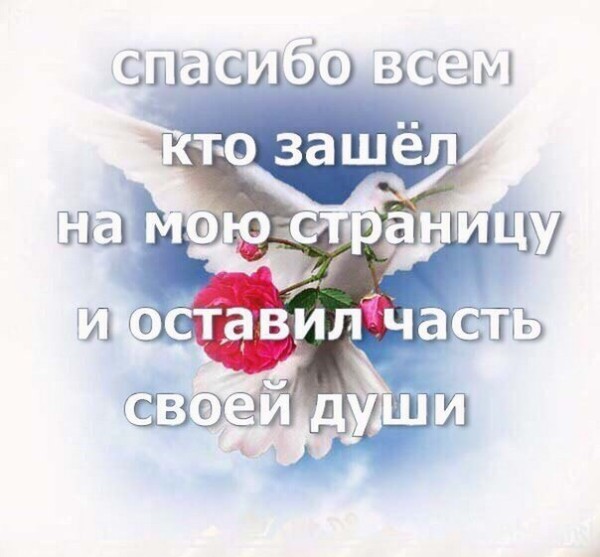 спасибо всем
кто зашёл
на мою страницу
и оставил часть
своей души